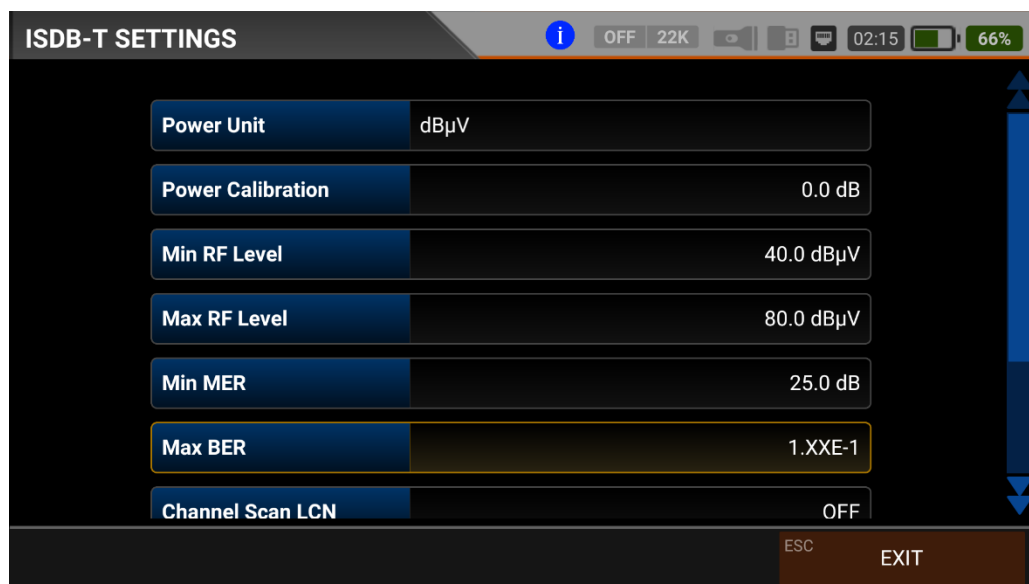 ISDB-T SETTINGS
i OFF 22K 02:15 66%
Power Unit dBµV
Power Calibration 0.0 dB
Min RF Level 40.0 dBµV
Max RF Level 80.0 dBµV
Min MER 25.0 dB
Max BER 1.XXE-1
Channel Scan LCN OFF
ESC EXIT